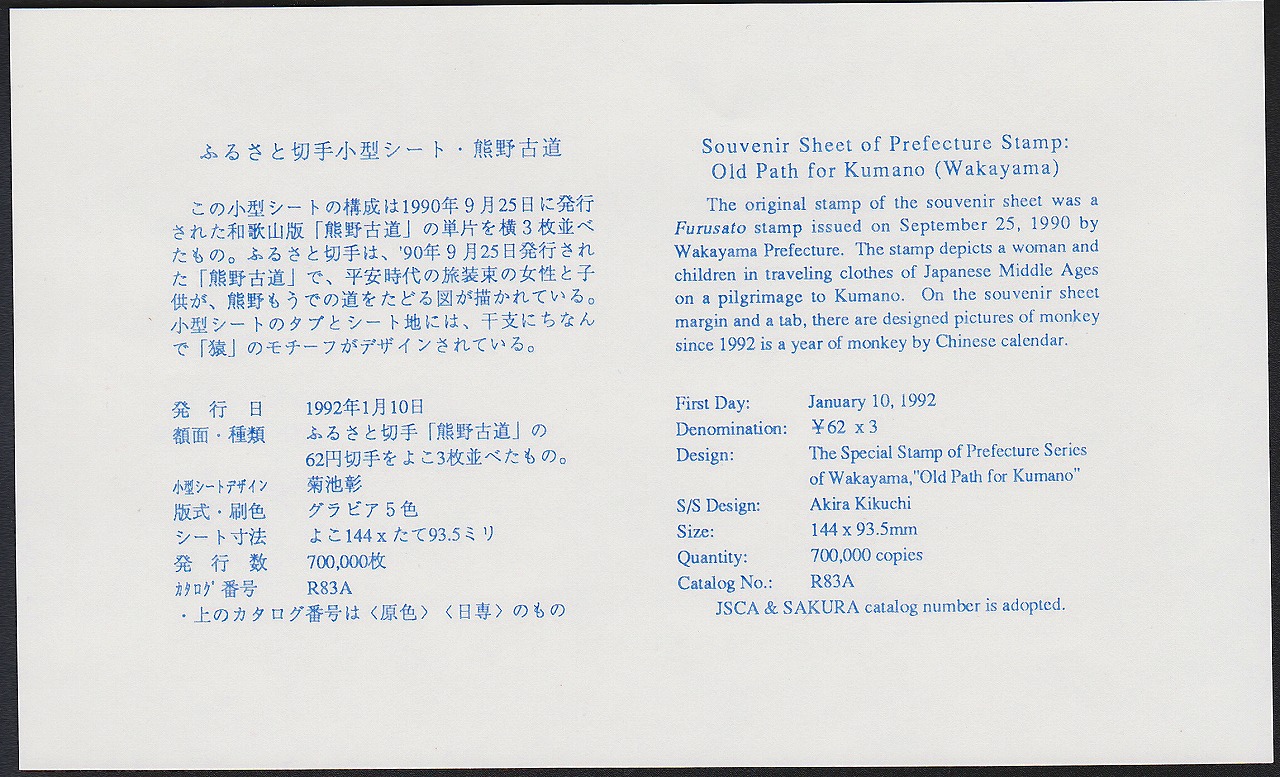 ふるさと切手小型シート・熊野古道
この小型シートの構成は1990年9月25日に発行
された和歌山版「熊野古道」の単片を横3枚並べ
たもの。ふるさと切手は、'90年9月25日発行され
た「熊野古道」で、平安時代の旅装束の女性と子
供が、熊野もうでの道をたどる図が描かれている。
小型シートのタブとシート地には、干支にちなん
で「猿」のモチーフがデザインされている。
発行日 1992年1月10日
額面・種類 ふるさと切手「熊野古道」の
62円切手をよこ3枚並べたもの。
小型シートデザイン 菊池彰
版式・刷色 グラビア5色
シート寸法 よこ144 x たて93.5ミリ
発行数 700,000枚
ｶﾀﾛｸﾞ番号 R83A
・上のカタログ番号は〈原色〉〈日専〉のもの
Souvenir Sheet of Prefecture Stamp:
Old Path for Kumano (Wakayama)
The original stamp of the souvenir sheet was a
Furusato stamp issued on September 25, 1990 by
Wakayama Prefecture. The stamp depicts a woman and
children in traveling clothes of Japanese Middle Ages
on a pilgrimage to Kumano. On the souvenir sheet
margin and a tab, there are designed pictures of monkey
since 1992 is a year of monkey by Chinese calendar.
First Day: January 10, 1992
Denomination: ¥62 x 3
Design: The Special Stamp of Prefecture Series
of Wakayama,"Old Path for Kumano"
S/S Design: Akira Kikuchi
Size: 144 x 93.5mm
Quantity: 700,000 copies
Catalog No.: R83A
JSCA & SAKURA catalog number is adopted.